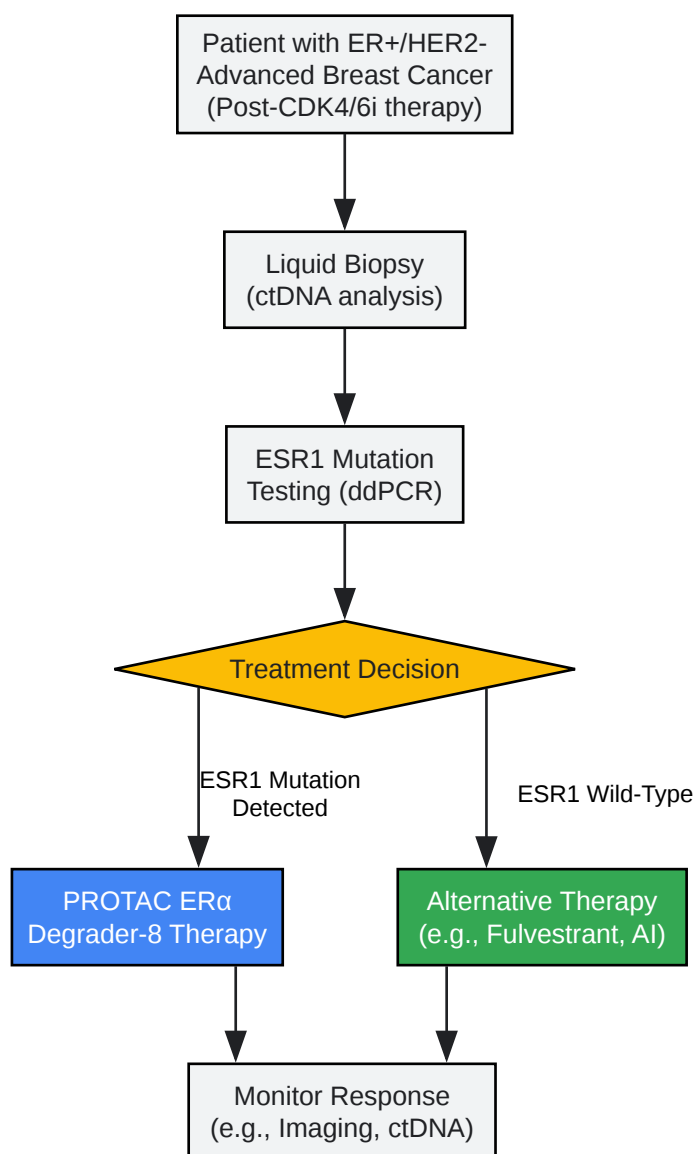 Patient with ER+/HER2-
Advanced Breast Cancer
(Post-CDK4/6i therapy)
Liquid Biopsy
(ctDNA analysis)
ESR1 Mutation
Testing (ddPCR)
Treatment Decision
ESR1 Mutation
Detected
ESR1 Wild-Type
PROTAC ERα
Degrader-8 Therapy
Alternative Therapy
(e.g., Fulvestrant, AI)
Monitor Response
(e.g., Imaging, ctDNA)